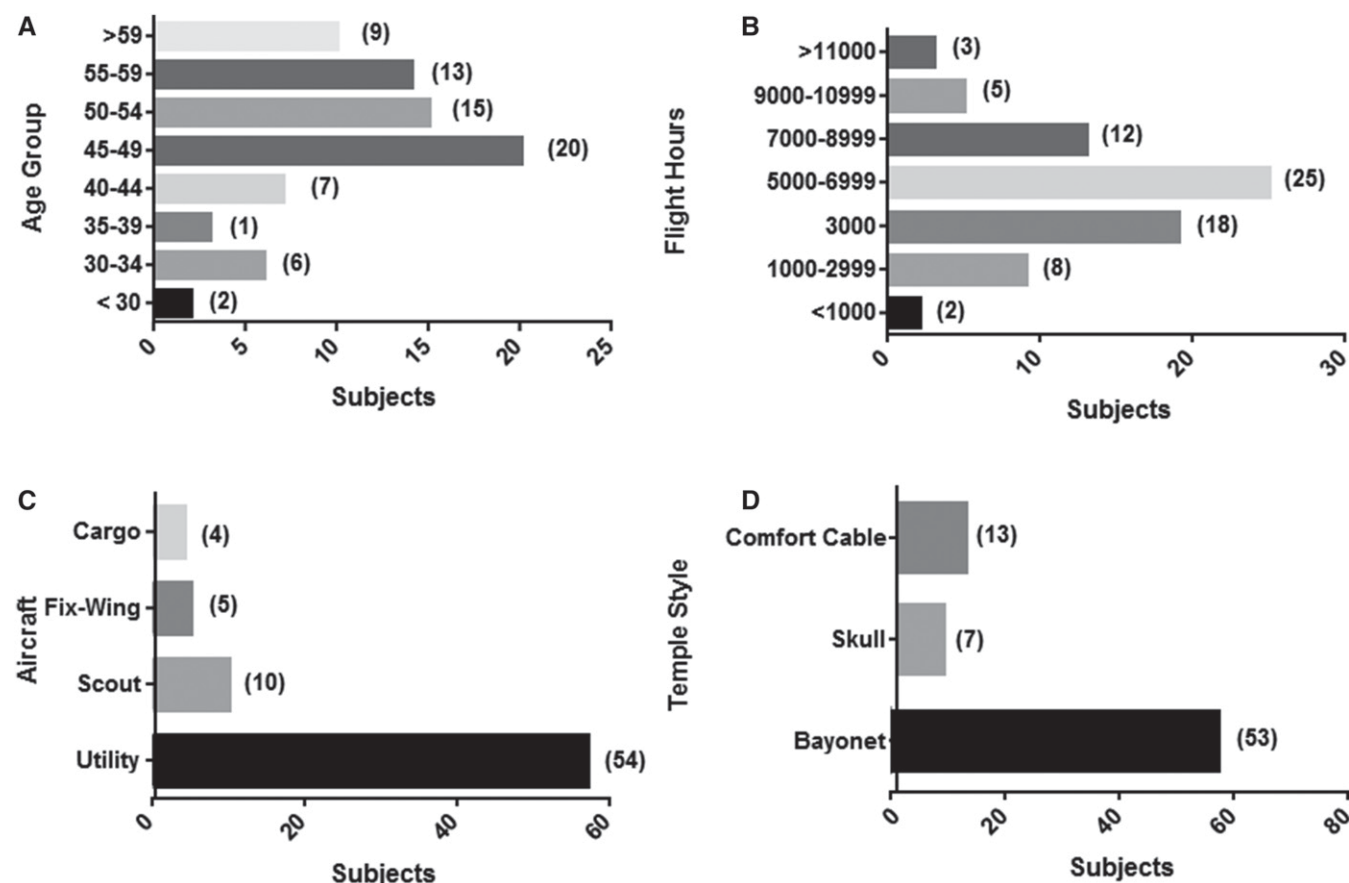 A
Age Group
>59 (9)
55-59 (13)
50-54 (15)
45-49 (20)
40-44 (7)
35-39 (1)
30-34 (6)
< 30 (2)
0 5 10 15 20 25
Subjects
B
Flight Hours
>11000 (3)
9000-10999 (5)
7000-8999 (12)
5000-6999 (25)
3000 (18)
1000-2999 (8)
<1000 (2)
0 10 20 30
Subjects
C
Aircraft
Cargo (4)
Fix-Wing (5)
Scout (10)
Utility (54)
0 20 40 60
Subjects
D
Temple Style
Comfort Cable (13)
Skull (7)
Bayonet (53)
0 20 40 60 80
Subjects